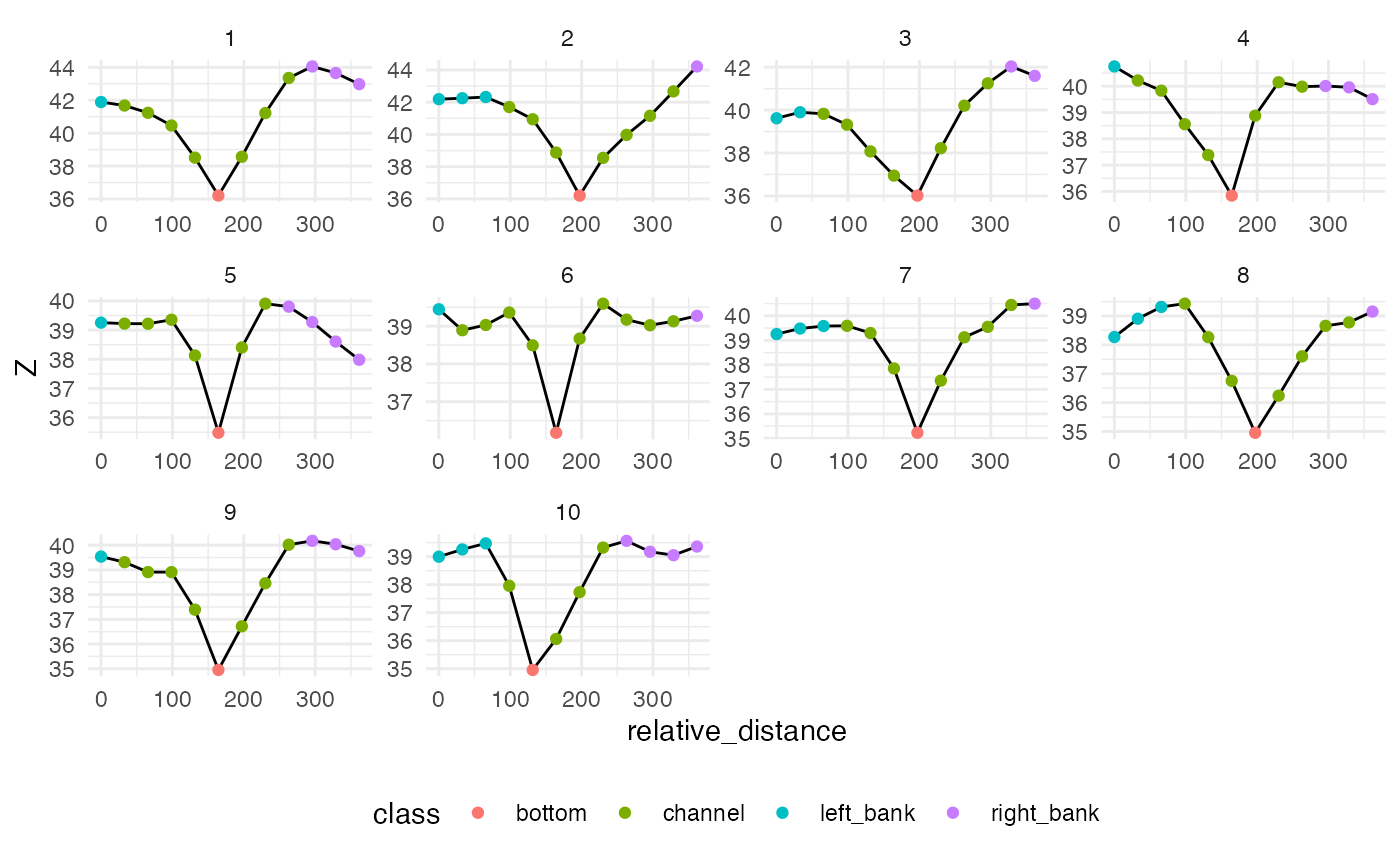 1 2 3 4
44 42 40 38 36 44 42 40 38 36 42 40 38 36 40 39 38 37 36
0 100 200 300 0 100 200 300 0 100 200 300 0 100 200 300
5 6 7 8
40 39 38 37 36 39 38 37 40 39 38 37 36 35 39 38 37 36 35
Z
0 100 200 300 0 100 200 300 0 100 200 300 0 100 200 300
9 10
40 39 38 37 36 35 39 38 37 36 35
0 100 200 300 0 100 200 300
relative_distance
class bottom channel left_bank right_bank